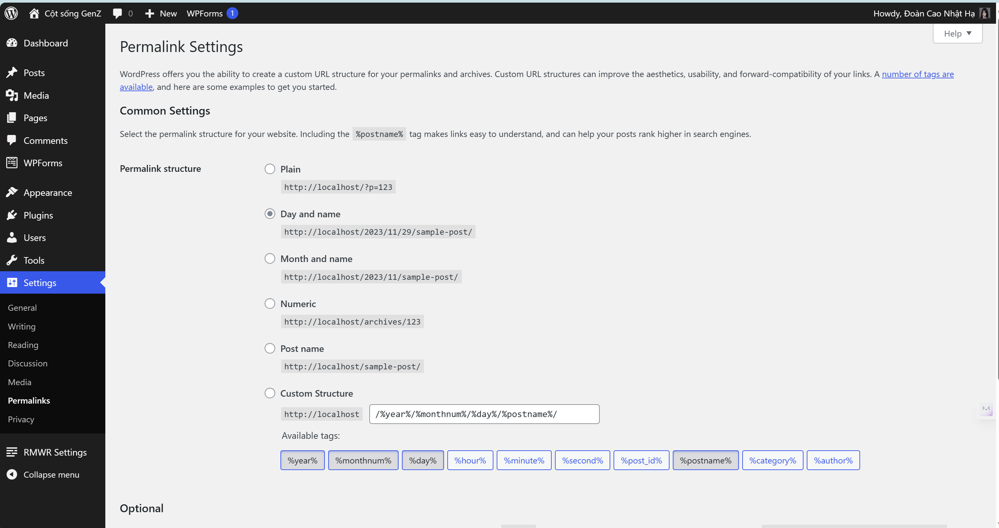 Cột sống GenZ 0 New WPForms 1 Howdy, Đoàn Cao Nhật Hạ
Help
Dashboard
Posts
Media
Pages
Comments
WPForms
Appearance
Plugins
Users
Tools
Settings
General
Writing
Reading
Discussion
Media
Permalinks
Privacy
RMWR Settings
Collapse menu
Permalink Settings
WordPress offers you the ability to create a custom URL structure for your permalinks and archives. Custom URL structures can improve the aesthetics, usability, and forward-compatibility of your links. A number of tags are
available, and here are some examples to get you started.
Common Settings
Select the permalink structure for your website. Including the %postname% tag makes links easy to understand, and can help your posts rank higher in search engines.
Permalink structure
Plain
http://localhost/?p=123
Day and name
http://localhost/2023/11/29/sample-post/
Month and name
http://localhost/2023/11/sample-post/
Numeric
http://localhost/archives/123
Post name
http://localhost/sample-post/
Custom Structure
http://localhost /%year%/%monthnum%/%day%/%postname%/
Available tags:
%year% %monthnum% %day% %hour% %minute% %second% %post_id% %postname% %category% %author%
Optional